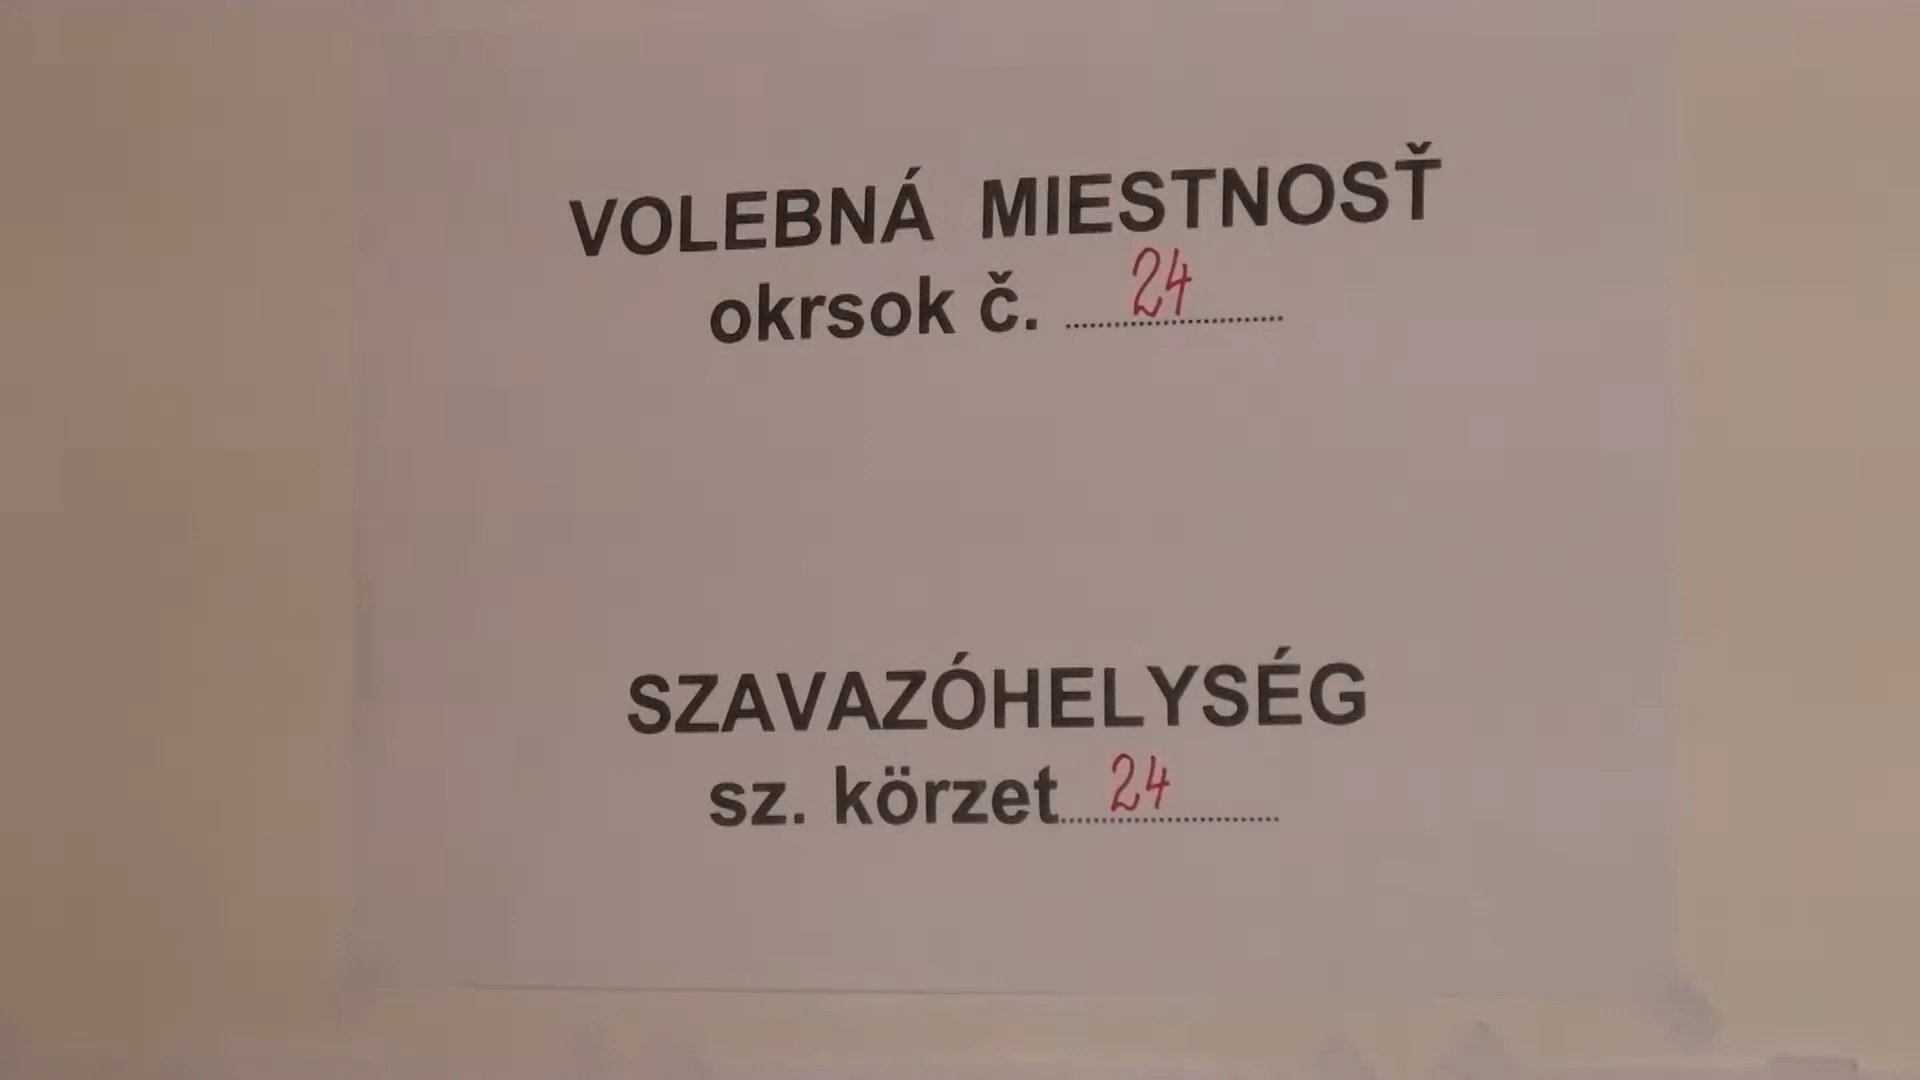 VOLEBNÁ MIESTNOSŤ
okrsok č. 24
SZAVAZÓHELYSÉG
sz. körzet 24